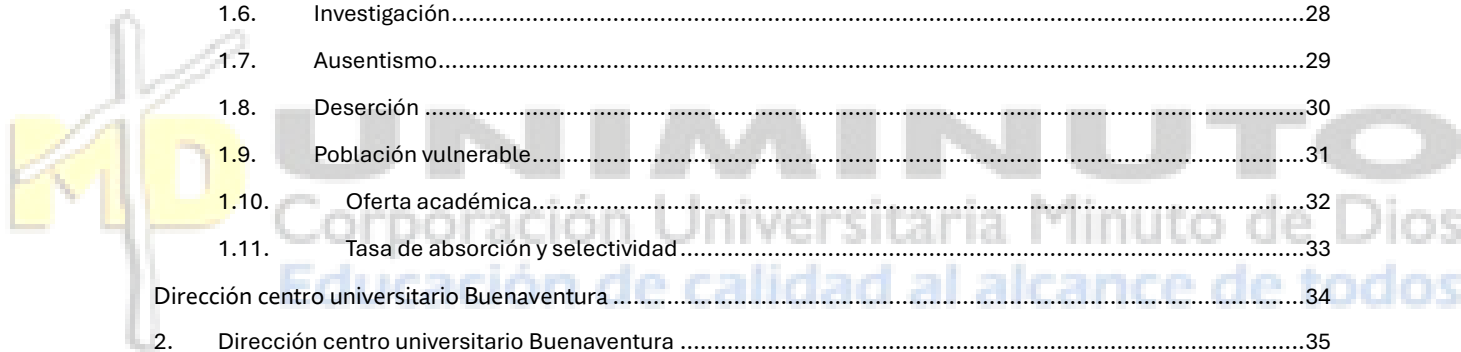 1.6. Investigación........................................28
1.7. Ausentismo........................................29
1.8. Deserción........................................30
1.9. Población vulnerable........................................31
1.10. Oferta académica........................................32
1.11. Tasa de absorción y selectividad........................................33
Dirección centro universitario Buenaventura........................................34
2. Dirección centro universitario Buenaventura........................................35
MD UNIMINUTO
Corporación Universitaria Minuto de Dios
Educación de calidad al alcance de todos